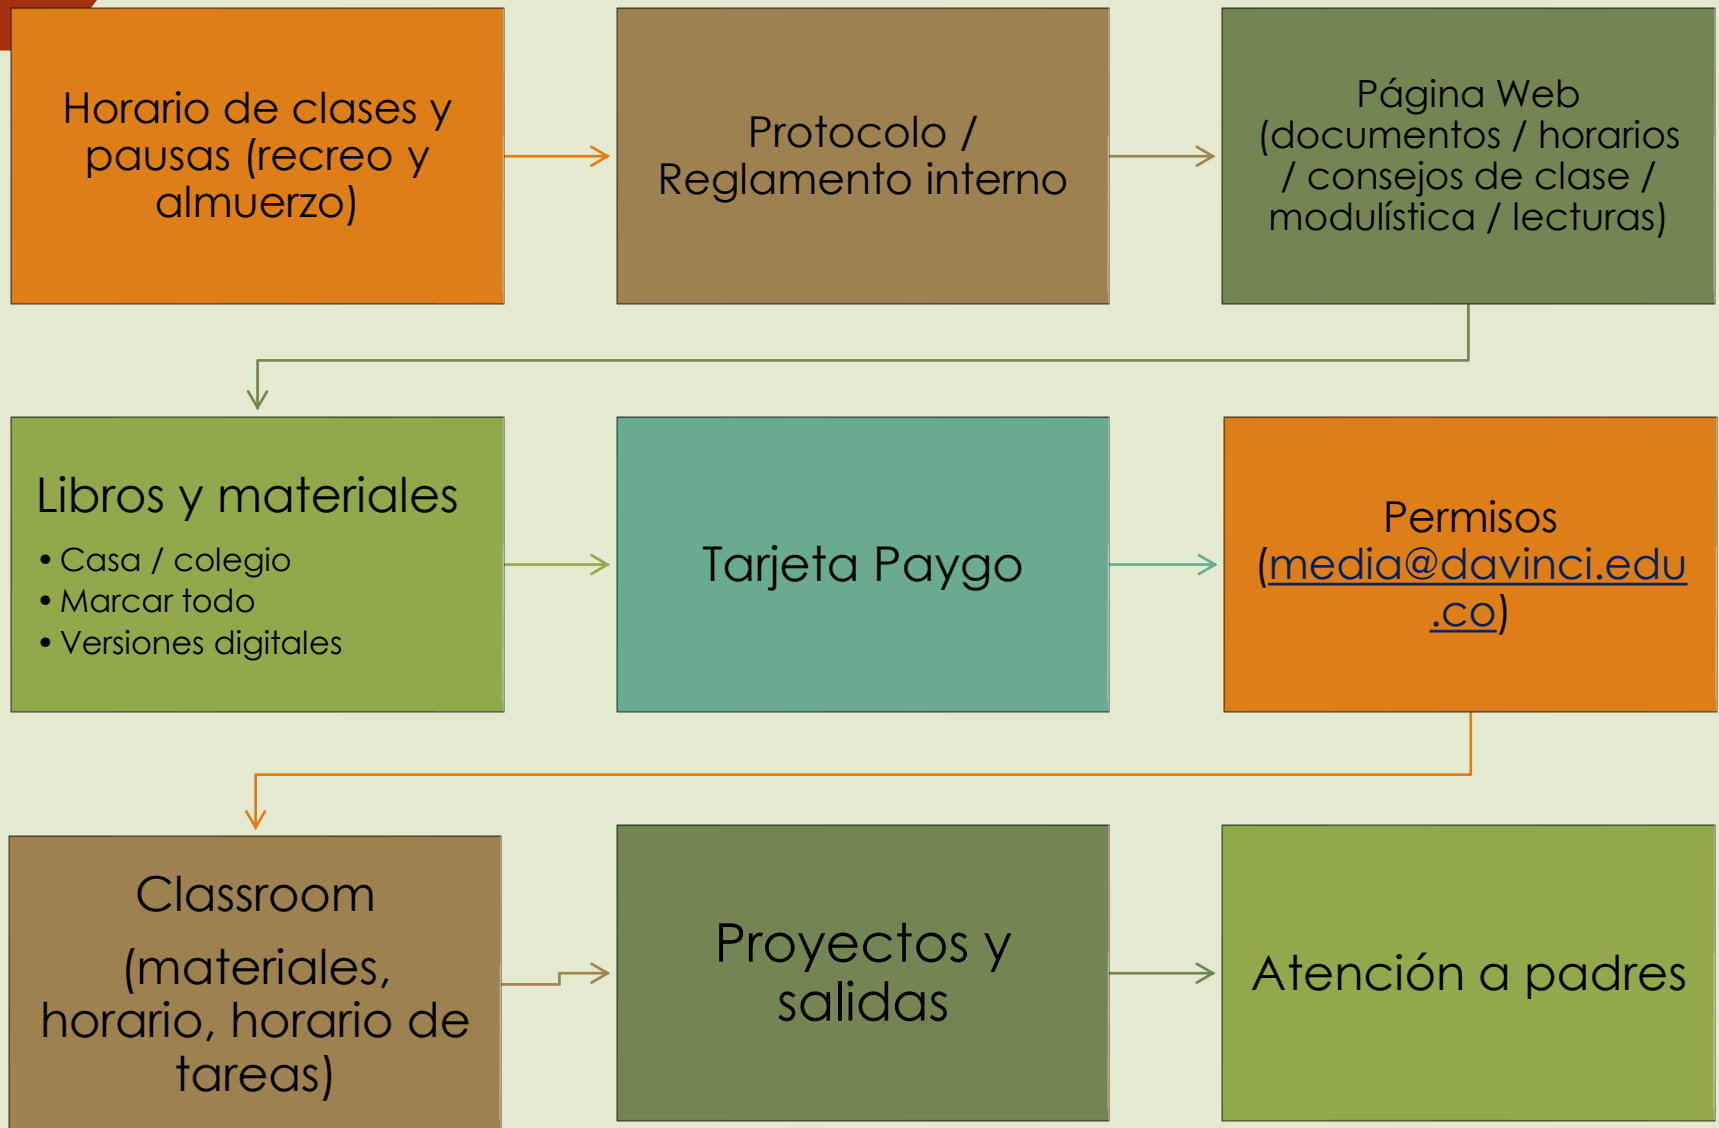 Horario de clases y
pausas (recreo y
almuerzo)
Protocolo /
Reglamento interno
Página Web
(documentos / horarios
/ consejos de clase /
modulística / lecturas)
Libros y materiales
• Casa / colegio
• Marcar todo
• Versiones digitales
Tarjeta Paygo
Permisos
(media@davinci.edu
.co)
Classroom
(materiales,
horario, horario de
tareas)
Proyectos y
salidas
Atención a padres